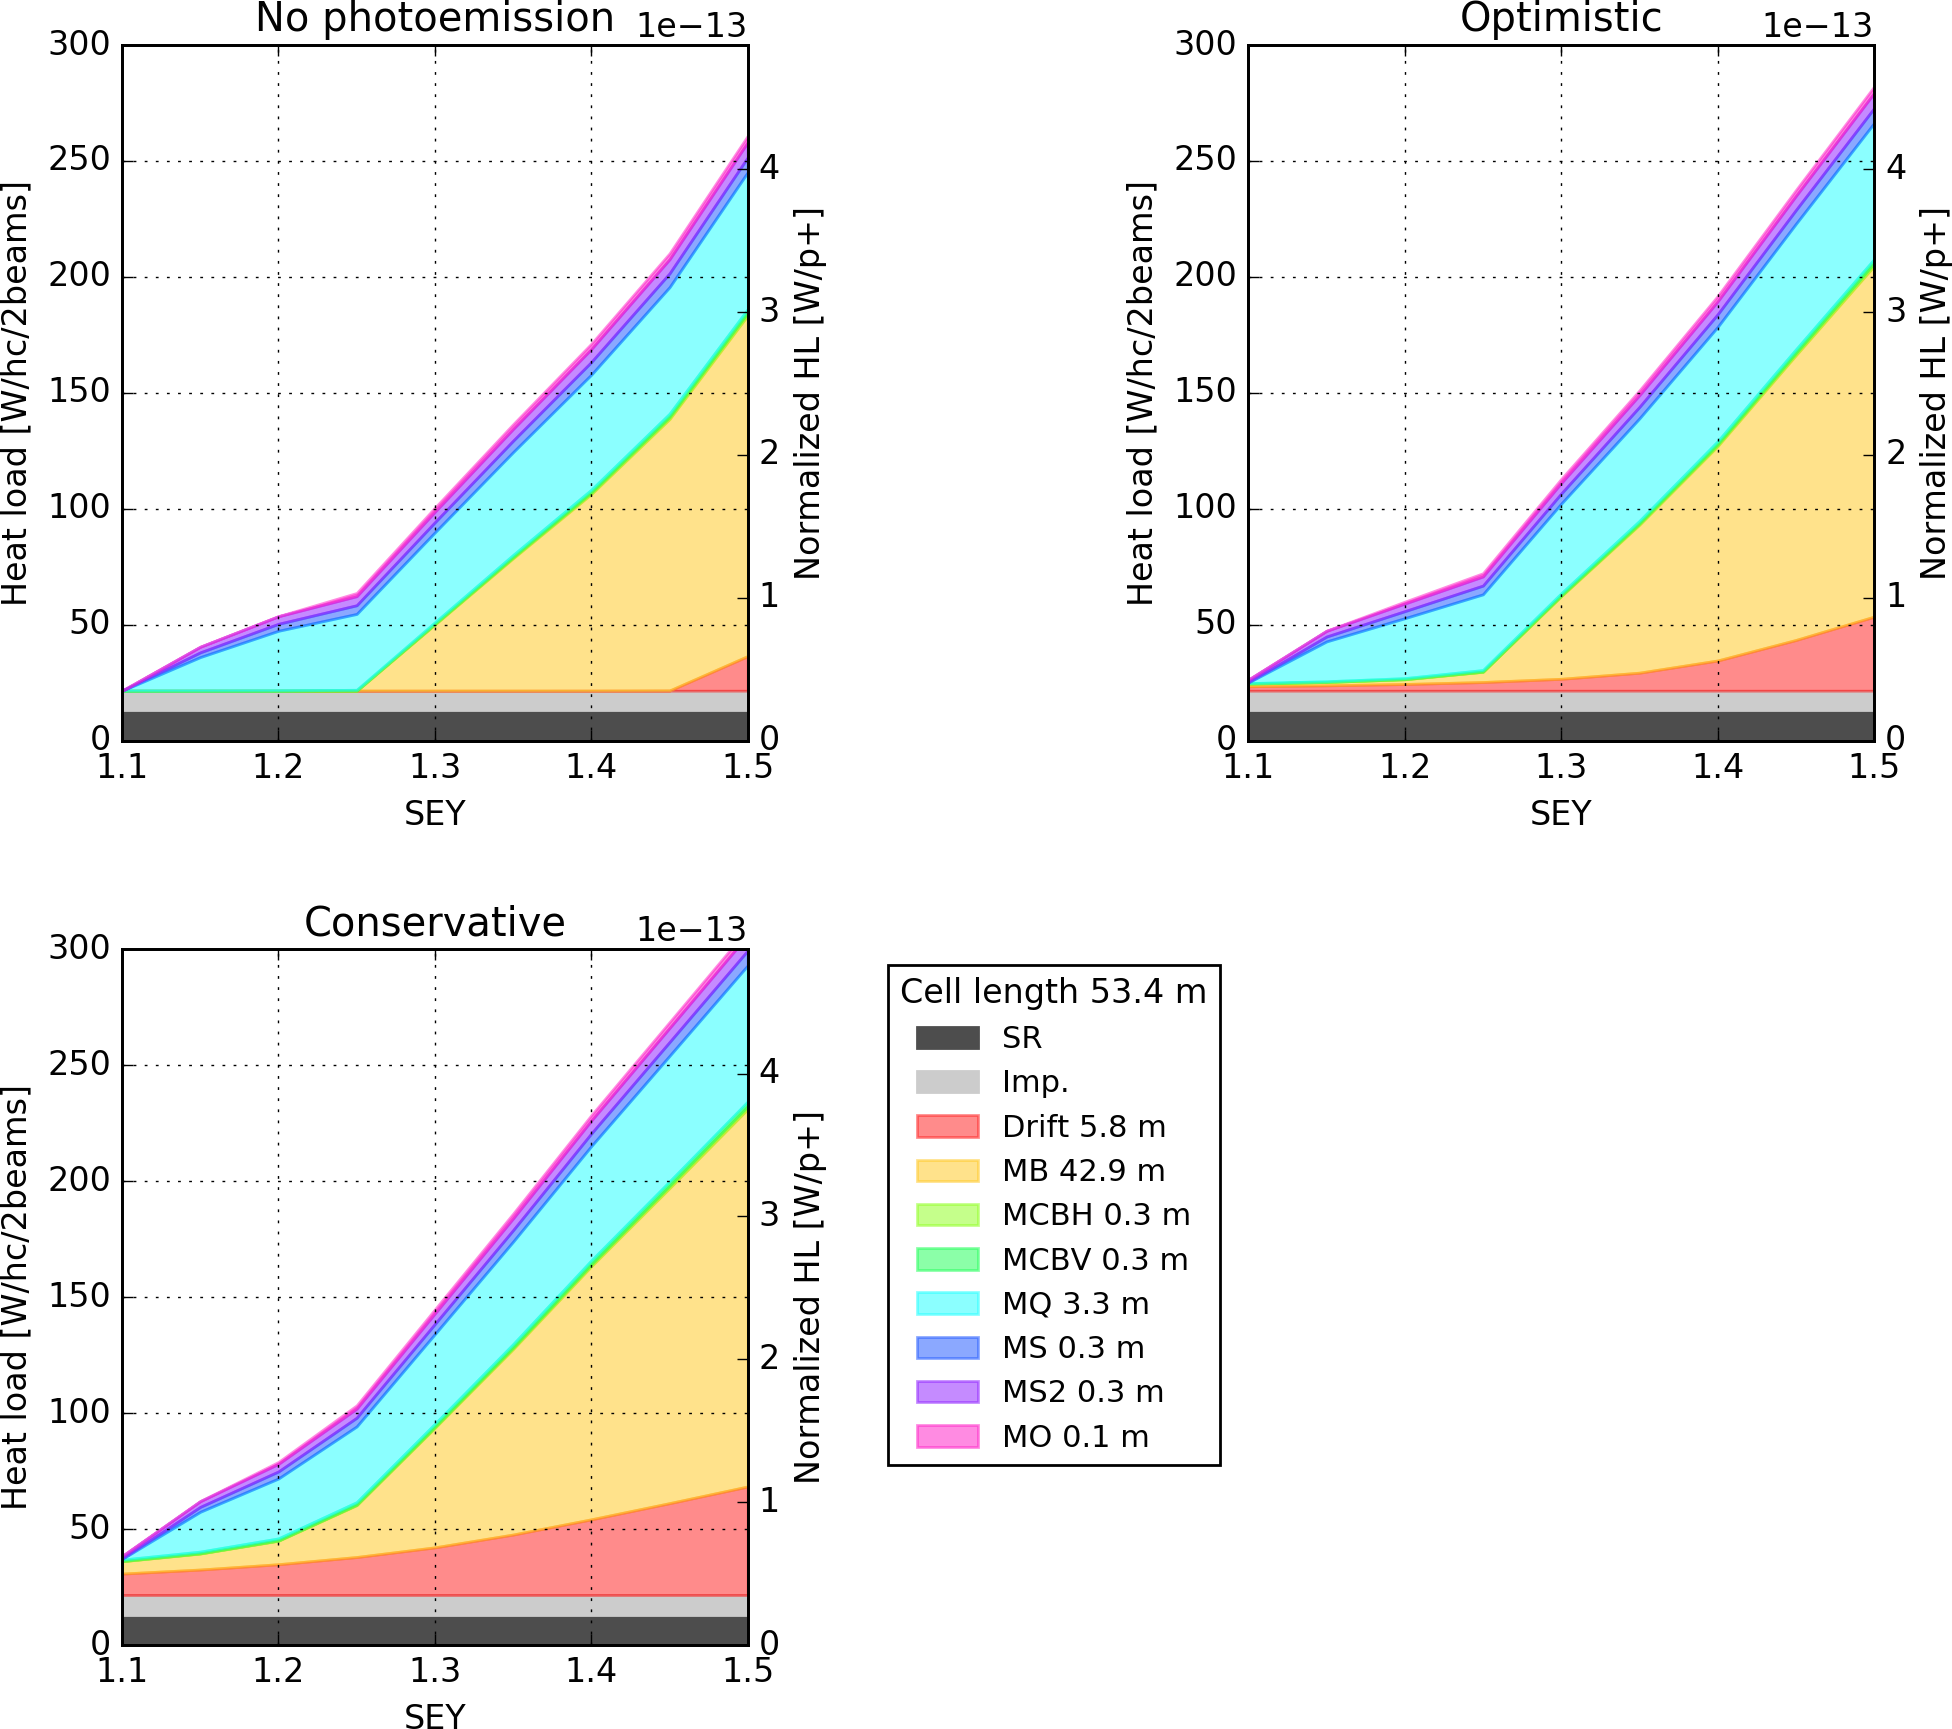 No photoemission
1e−13
300
250
200
150
100
50
0
4
3
2
1
0
1.1 1.2 1.3 1.4 1.5
SEY
Heat load [W/hc/2beams]
Normalized HL [W/p+]
Optimistic
1e−13
300
250
200
150
100
50
0
4
3
2
1
0
1.1 1.2 1.3 1.4 1.5
SEY
Heat load [W/hc/2beams]
Normalized HL [W/p+]
Conservative
1e−13
300
250
200
150
100
50
0
4
3
2
1
0
1.1 1.2 1.3 1.4 1.5
SEY
Heat load [W/hc/2beams]
Normalized HL [W/p+]
Cell length 53.4 m
SR
Imp.
Drift 5.8 m
MB 42.9 m
MCBH 0.3 m
MCBV 0.3 m
MQ 3.3 m
MS 0.3 m
MS2 0.3 m
MO 0.1 m